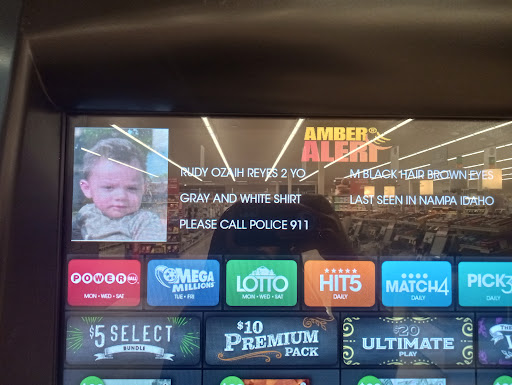 AMBER®
ALERT
RUDY OZAIH REYES 2 YO M BLACK HAIR BROWN EYES
GRAY AND WHITE SHIRT LAST SEEN IN NAMPA IDAHO
PLEASE CALL POLICE 911
POWERBALL MEGA MILLIONS LOTTO HIT5 MATCH4 PICK3
MON • WED • SAT TUE • FRI MON • WED • SAT DAILY DAILY DAILY
$5 SELECT $10 PREMIUM $20 ULTIMATE THE
BUNDLE PACK PLAY